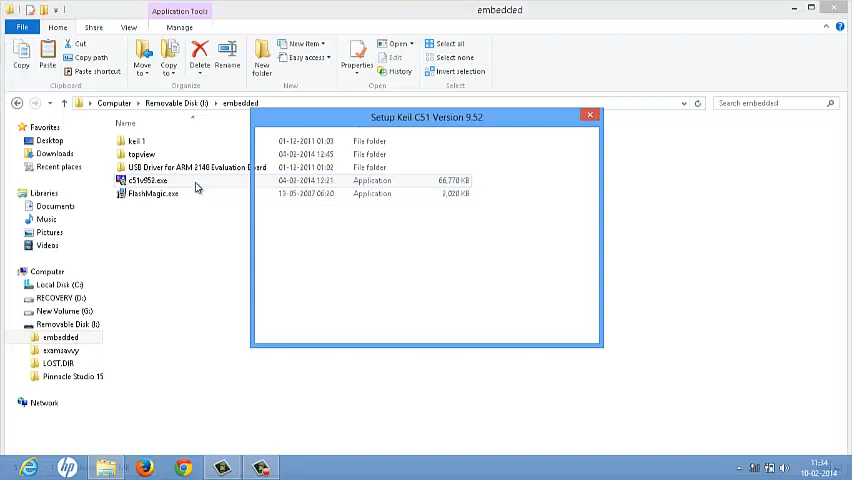 Application Tools
embedded
File Home Share View Manage
Copy
Paste
Cut
Copy path
Paste shortcut
Clipboard
Move to
Copy to
Delete
Rename
Organize
New folder
New item
Easy access
New
Properties
Open
Edit
History
Open
Select all
Select none
Invert selection
Select
Computer Removable Disk (I:) embedded
Search embedded
Setup Keil C51 Version 9.52
Name
Favorites
Desktop
Downloads
Recent places
Libraries
Documents
Music
Pictures
Videos
Computer
Local Disk (C:)
RECOVERY (D:)
New Volume (G:)
Removable Disk (I:)
embedded
examsavvy
LOST.DIR
Pinnacle Studio 15
Network
keil 1 01-12-2011 01:03 File folder
topview 04-02-2014 12:45 File folder
USB Driver for ARM 2148 Evaluation Board 01-12-2011 01:02 File folder
c51v952.exe 04-02-2014 12:21 Application 66,770 KB
FlashMagic.exe 13-05-2007 06:20 Application 2,020 KB
11:34
10-02-2014